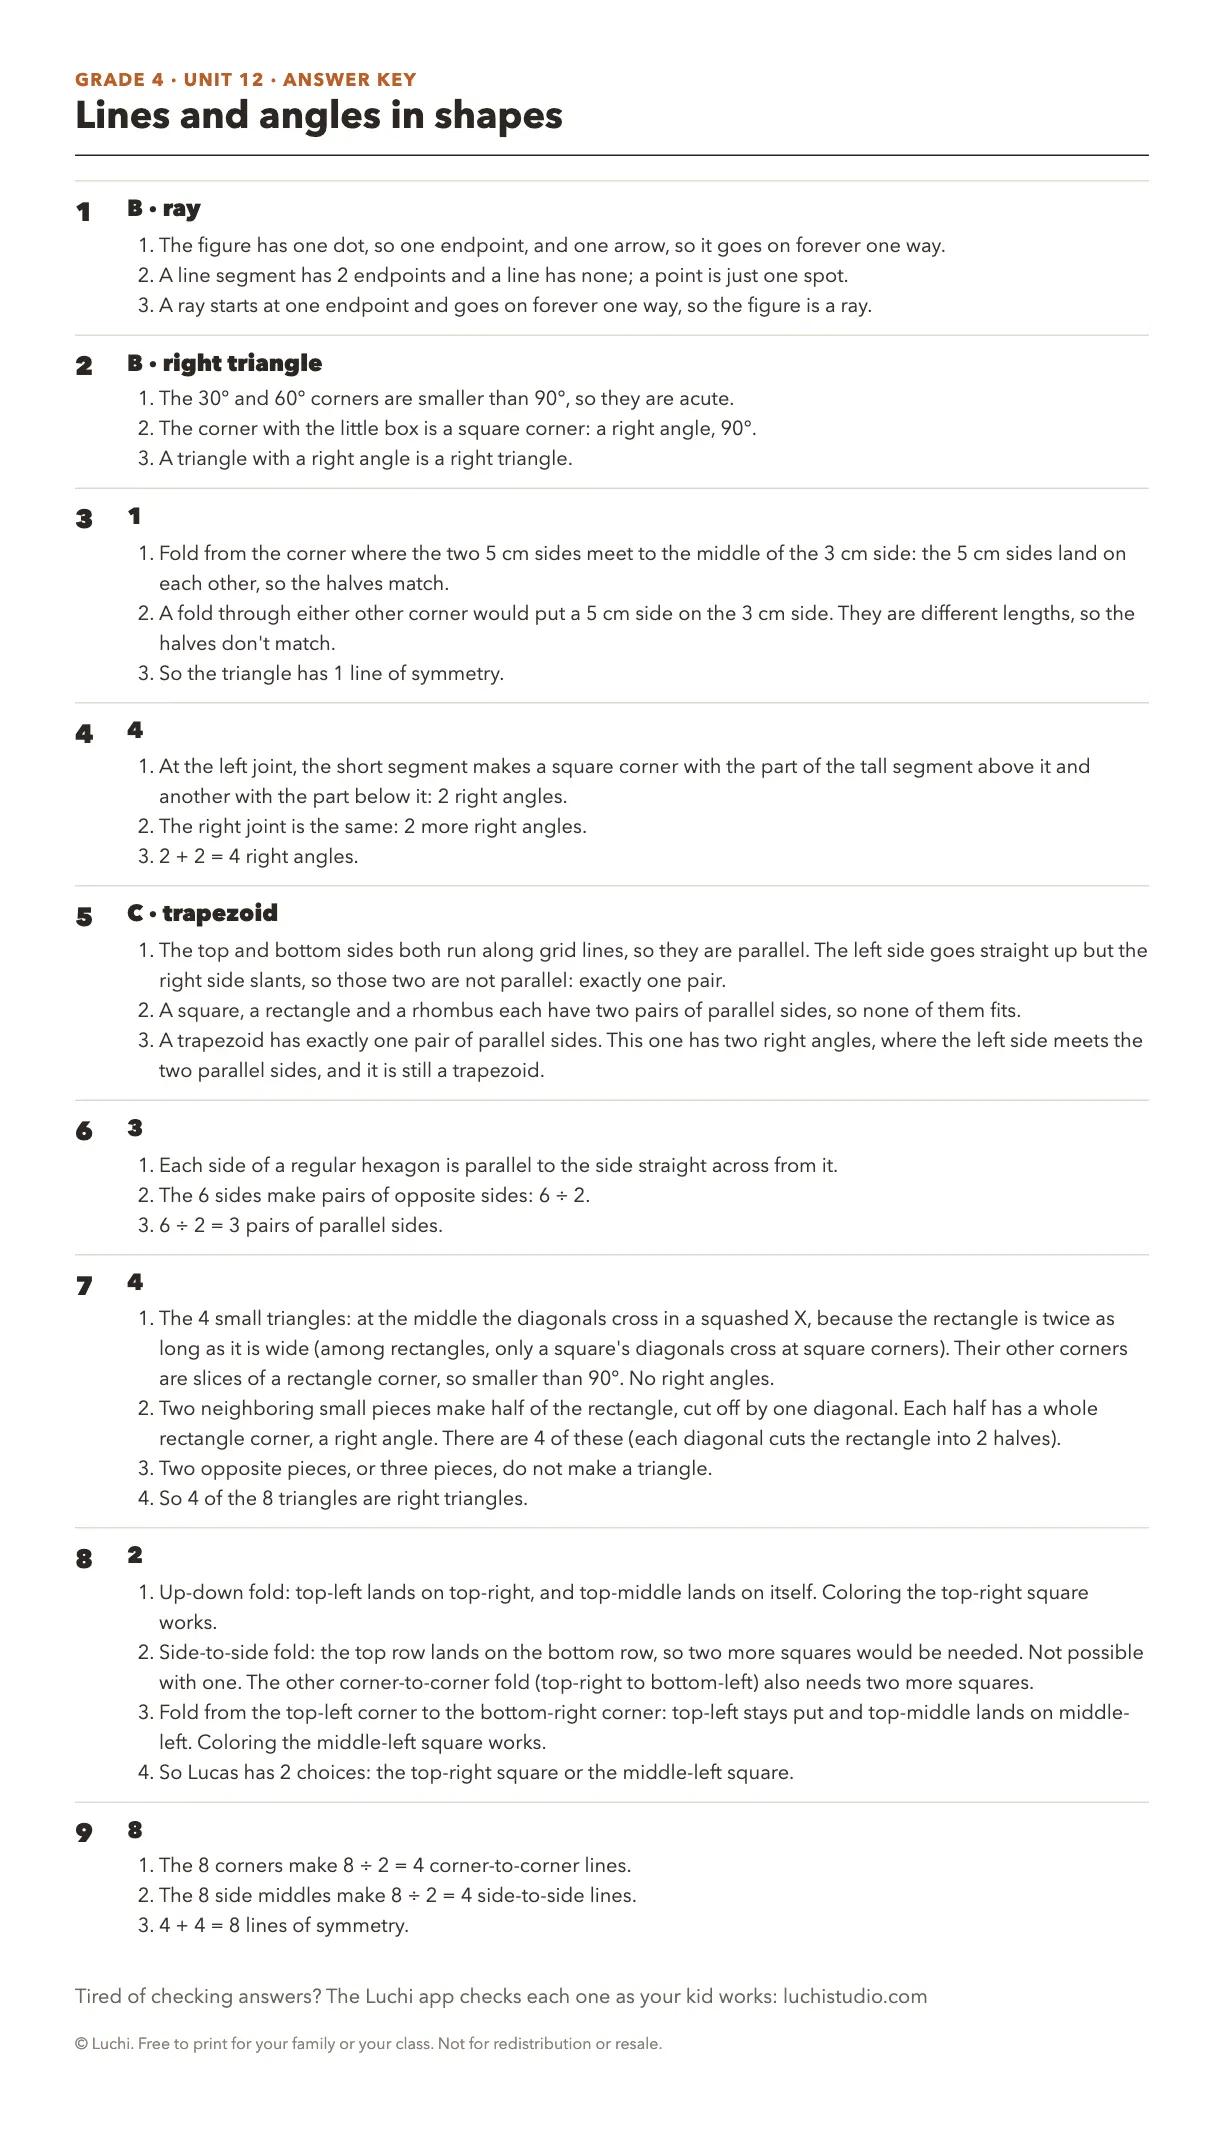 GRADE 4 · UNIT 12 · ANSWER KEY
Lines and angles in shapes
1 B · ray
1. The figure has one dot, so one endpoint, and one arrow, so it goes on forever one way.
2. A line segment has 2 endpoints and a line has none; a point is just one spot.
3. A ray starts at one endpoint and goes on forever one way, so the figure is a ray.
2 B · right triangle
1. The 30° and 60° corners are smaller than 90°, so they are acute.
2. The corner with the little box is a square corner: a right angle, 90°.
3. A triangle with a right angle is a right triangle.
3 1
1. Fold from the corner where the two 5 cm sides meet to the middle of the 3 cm side: the 5 cm sides land on
each other, so the halves match.
2. A fold through either other corner would put a 5 cm side on the 3 cm side. They are different lengths, so the
halves don't match.
3. So the triangle has 1 line of symmetry.
4 4
1. At the left joint, the short segment makes a square corner with the part of the tall segment above it and
another with the part below it: 2 right angles.
2. The right joint is the same: 2 more right angles.
3. 2 + 2 = 4 right angles.
5 C · trapezoid
1. The top and bottom sides both run along grid lines, so they are parallel. The left side goes straight up but the
right side slants, so those two are not parallel: exactly one pair.
2. A square, a rectangle and a rhombus each have two pairs of parallel sides, so none of them fits.
3. A trapezoid has exactly one pair of parallel sides. This one has two right angles, where the left side meets the
two parallel sides, and it is still a trapezoid.
6 3
1. Each side of a regular hexagon is parallel to the side straight across from it.
2. The 6 sides make pairs of opposite sides: 6 ÷ 2.
3. 6 ÷ 2 = 3 pairs of parallel sides.
7 4
1. The 4 small triangles: at the middle the diagonals cross in a squashed X, because the rectangle is twice as
long as it is wide (among rectangles, only a square's diagonals cross at square corners). Their other corners
are slices of a rectangle corner, so smaller than 90°. No right angles.
2. Two neighboring small pieces make half of the rectangle, cut off by one diagonal. Each half has a whole
rectangle corner, a right angle. There are 4 of these (each diagonal cuts the rectangle into 2 halves).
3. Two opposite pieces, or three pieces, do not make a triangle.
4. So 4 of the 8 triangles are right triangles.
8 2
1. Up-down fold: top-left lands on top-right, and top-middle lands on itself. Coloring the top-right square
works.
2. Side-to-side fold: the top row lands on the bottom row, so two more squares would be needed. Not possible
with one. The other corner-to-corner fold (top-right to bottom-left) also needs two more squares.
3. Fold from the top-left corner to the bottom-right corner: top-left stays put and top-middle lands on middle-
left. Coloring the middle-left square works.
4. So Lucas has 2 choices: the top-right square or the middle-left square.
9 8
1. The 8 corners make 8 ÷ 2 = 4 corner-to-corner lines.
2. The 8 side middles make 8 ÷ 2 = 4 side-to-side lines.
3. 4 + 4 = 8 lines of symmetry.
Tired of checking answers? The Luchi app checks each one as your kid works: luchistudio.com
© Luchi. Free to print for your family or your class. Not for redistribution or resale.